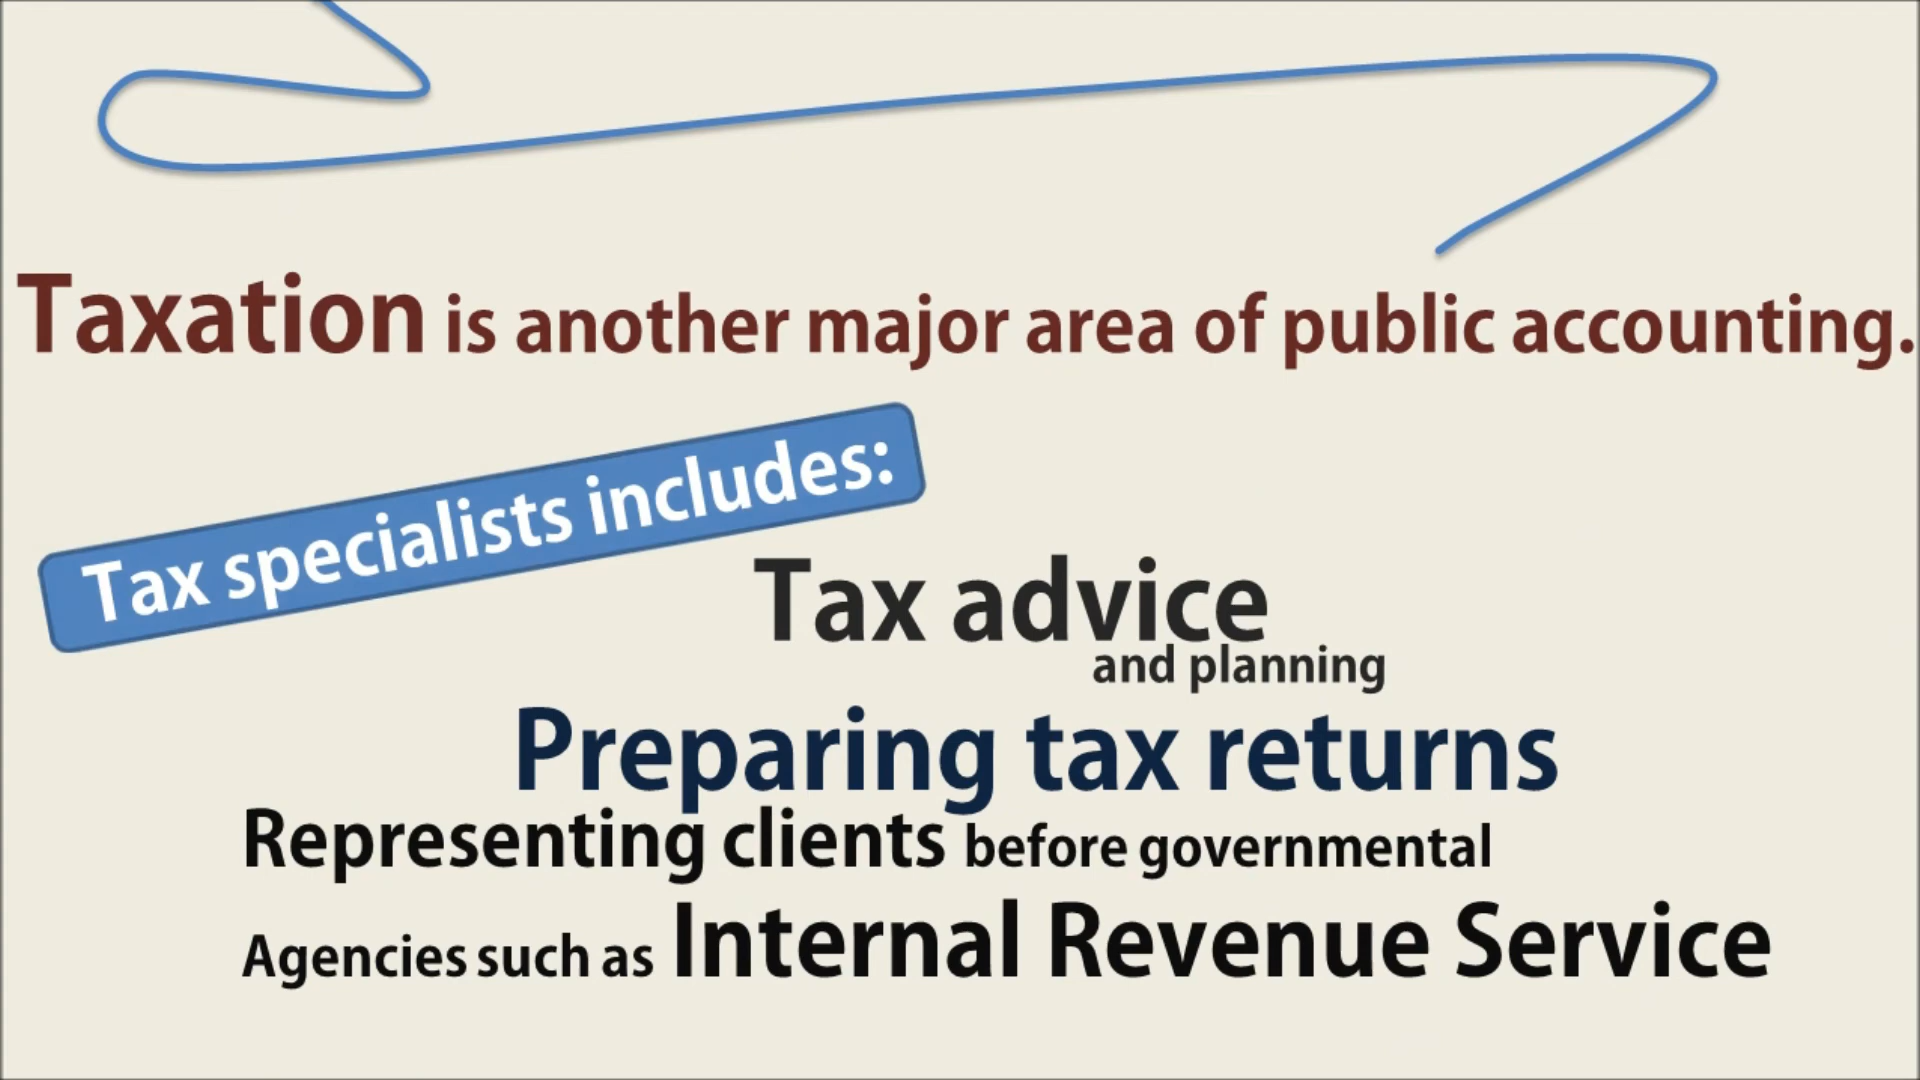 Taxation is another major area of public accounting.
Tax specialists includes:
Tax advice
and planning
Preparing tax returns
Representing clients before governmental
Agencies such as Internal Revenue Service